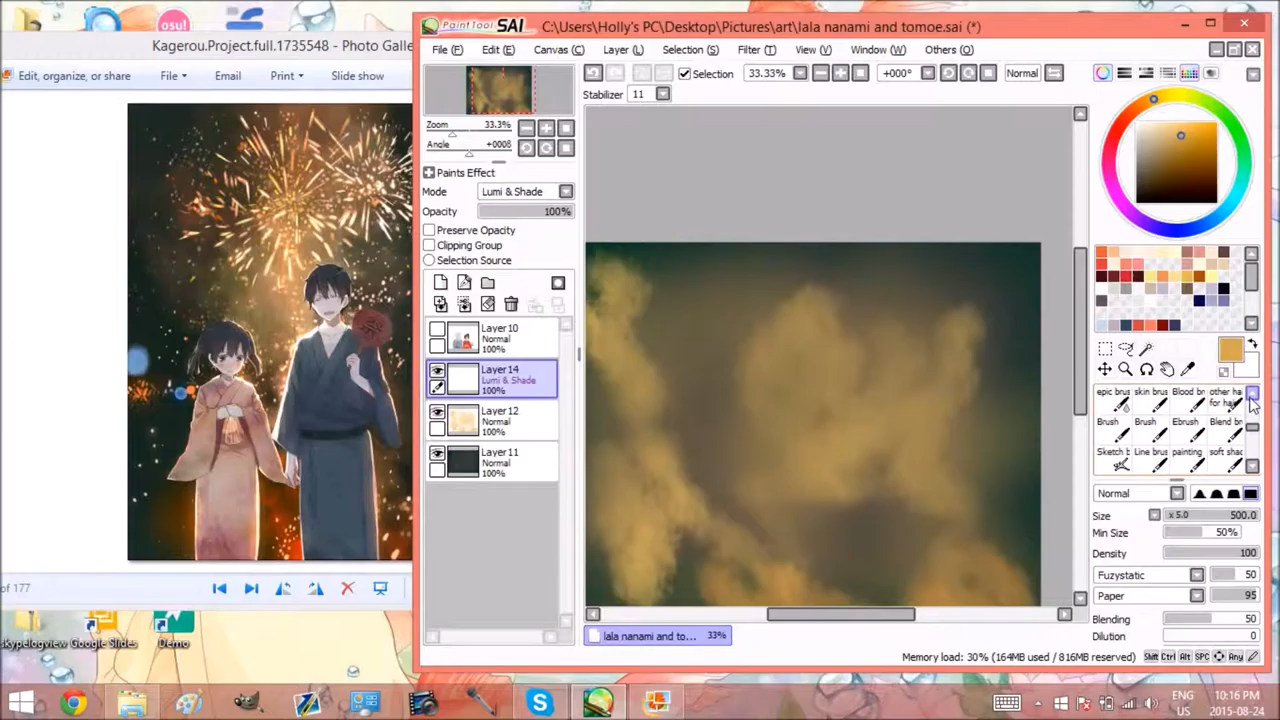 osu!
Kagerou.Project.full.1735548 - Photo Galle
Edit, organize, or share
File
Email
Print
Slide show
of 177
skypelogview
Google Slides
Demo
PaintTool SAI
C:\Users\Holly's PC\Desktop\Pictures\art\lala nanami and tomoe.sai (*)
File (F)
Edit (E)
Canvas (C)
Layer (L)
Selection (S)
Filter (T)
View (V)
Window (W)
Others (O)
Selection
33.33%
+000°
Normal
Stabilizer
11
Zoom
33.3%
Angle
Paints Effect
Mode
Lumi & Shade
Opacity
100%
Preserve Opacity
Clipping Group
Selection Source
Layer 10
Normal
100%
Layer 14
Lumi & Shade
100%
Layer 12
Normal
100%
Layer 11
Normal
100%
epic brus
skin brus
Blood br
other ha
for hai
Brush
Brush
Ebrush
Blend br
Sketch b
Line brus
painting
soft shac
Normal
Size
x 5.0
500.0
Min Size
50%
Density
100
Fuzzystatic
50
Paper
95
Blending
50
Dilution
0
lala nanami and to...
33%
Memory load: 30% (164MB used / 816MB reserved)
Shift
Ctrl
Alt
SPC
Any
ENG
US
10:16 PM
2015-08-24